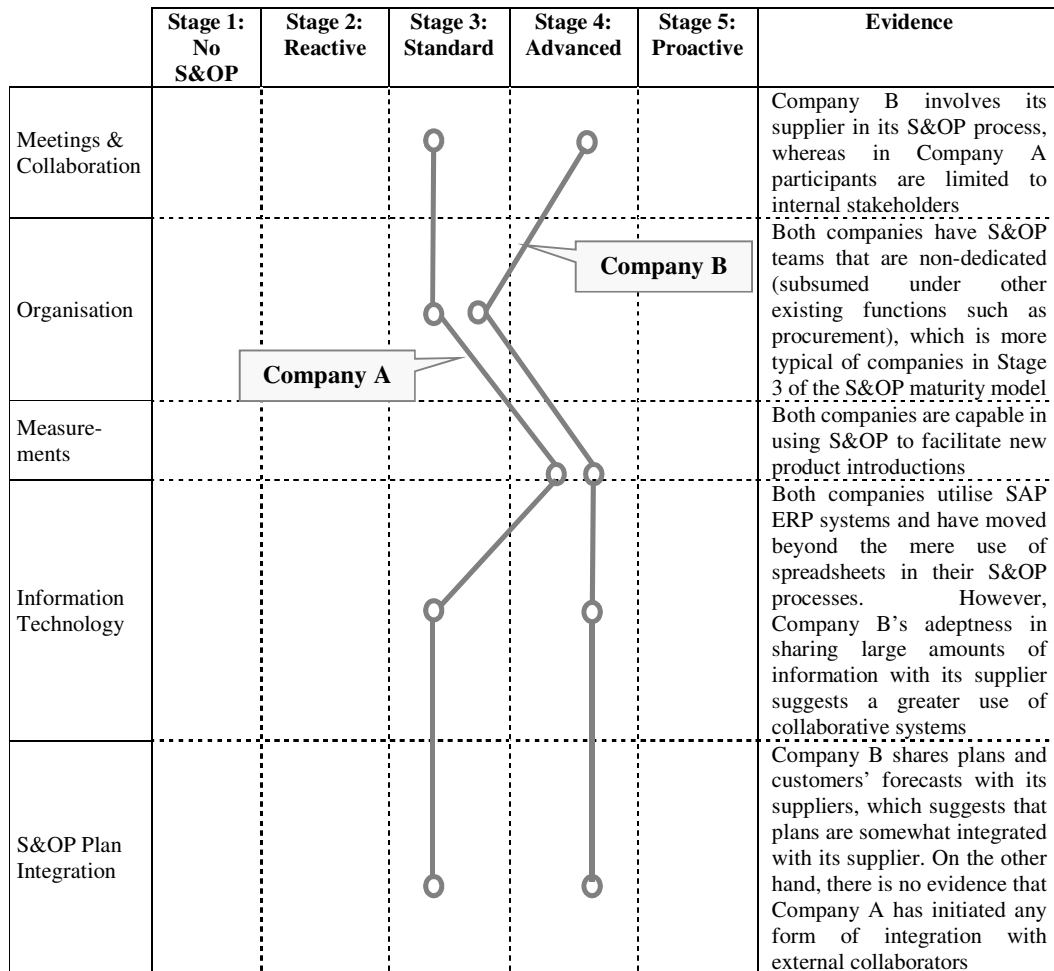 Stage 1: No S&OP
Stage 2: Reactive
Stage 3: Standard
Stage 4: Advanced
Stage 5: Proactive
Evidence
Meetings &
Collaboration
Company B involves its
supplier in its S&OP process,
whereas in Company A
participants are limited to
internal stakeholders
Company B
Organisation
Both companies have S&OP
teams that are non-dedicated
(subsumed under other
existing functions such as
procurement), which is more
typical of companies in Stage
3 of the S&OP maturity model
Company A
Measure-
ments
Both companies are capable in
using S&OP to facilitate new
product introductions
Information
Technology
Both companies utilise SAP
ERP systems and have moved
beyond the mere use of
spreadsheets in their S&OP
processes. However,
Company B's adeptness in
sharing large amounts of
information with its supplier
suggests a greater use of
collaborative systems
S&OP Plan
Integration
Company B shares plans and
customers' forecasts with its
suppliers, which suggests that
plans are somewhat integrated
with its supplier. On the other
hand, there is no evidence that
Company A has initiated any
form of integration with
external collaborators